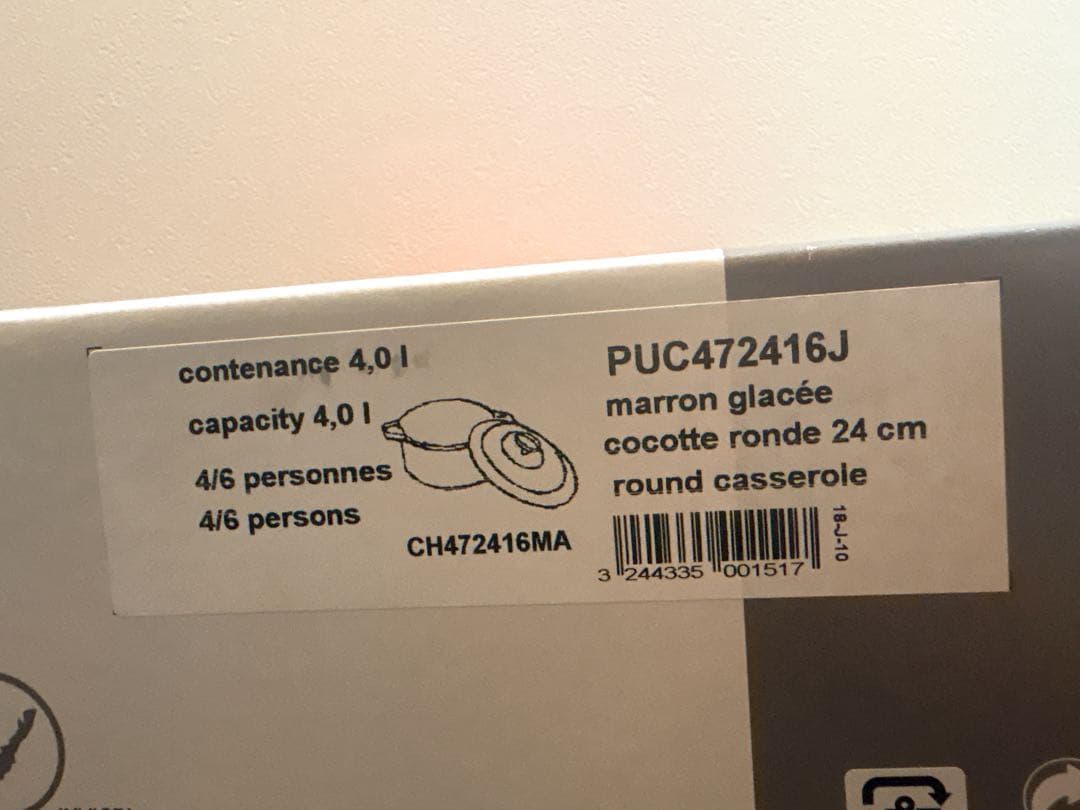 contenance 4,0 l
capacity 4,0 l
4/6 personnes
4/6 persons
CH472416MA
PUC472416J
marron glacée
cocotte ronde 24 cm
round casserole
18-J-10
3 244335 001517